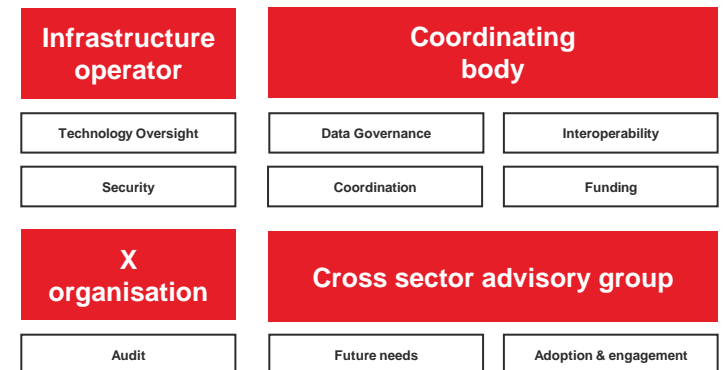 Infrastructure
operator
Coordinating
body
Technology Oversight
Data Governance
Interoperability
Security
Coordination
Funding
X
organisation
Cross sector advisory group
Audit
Future needs
Adoption & engagement